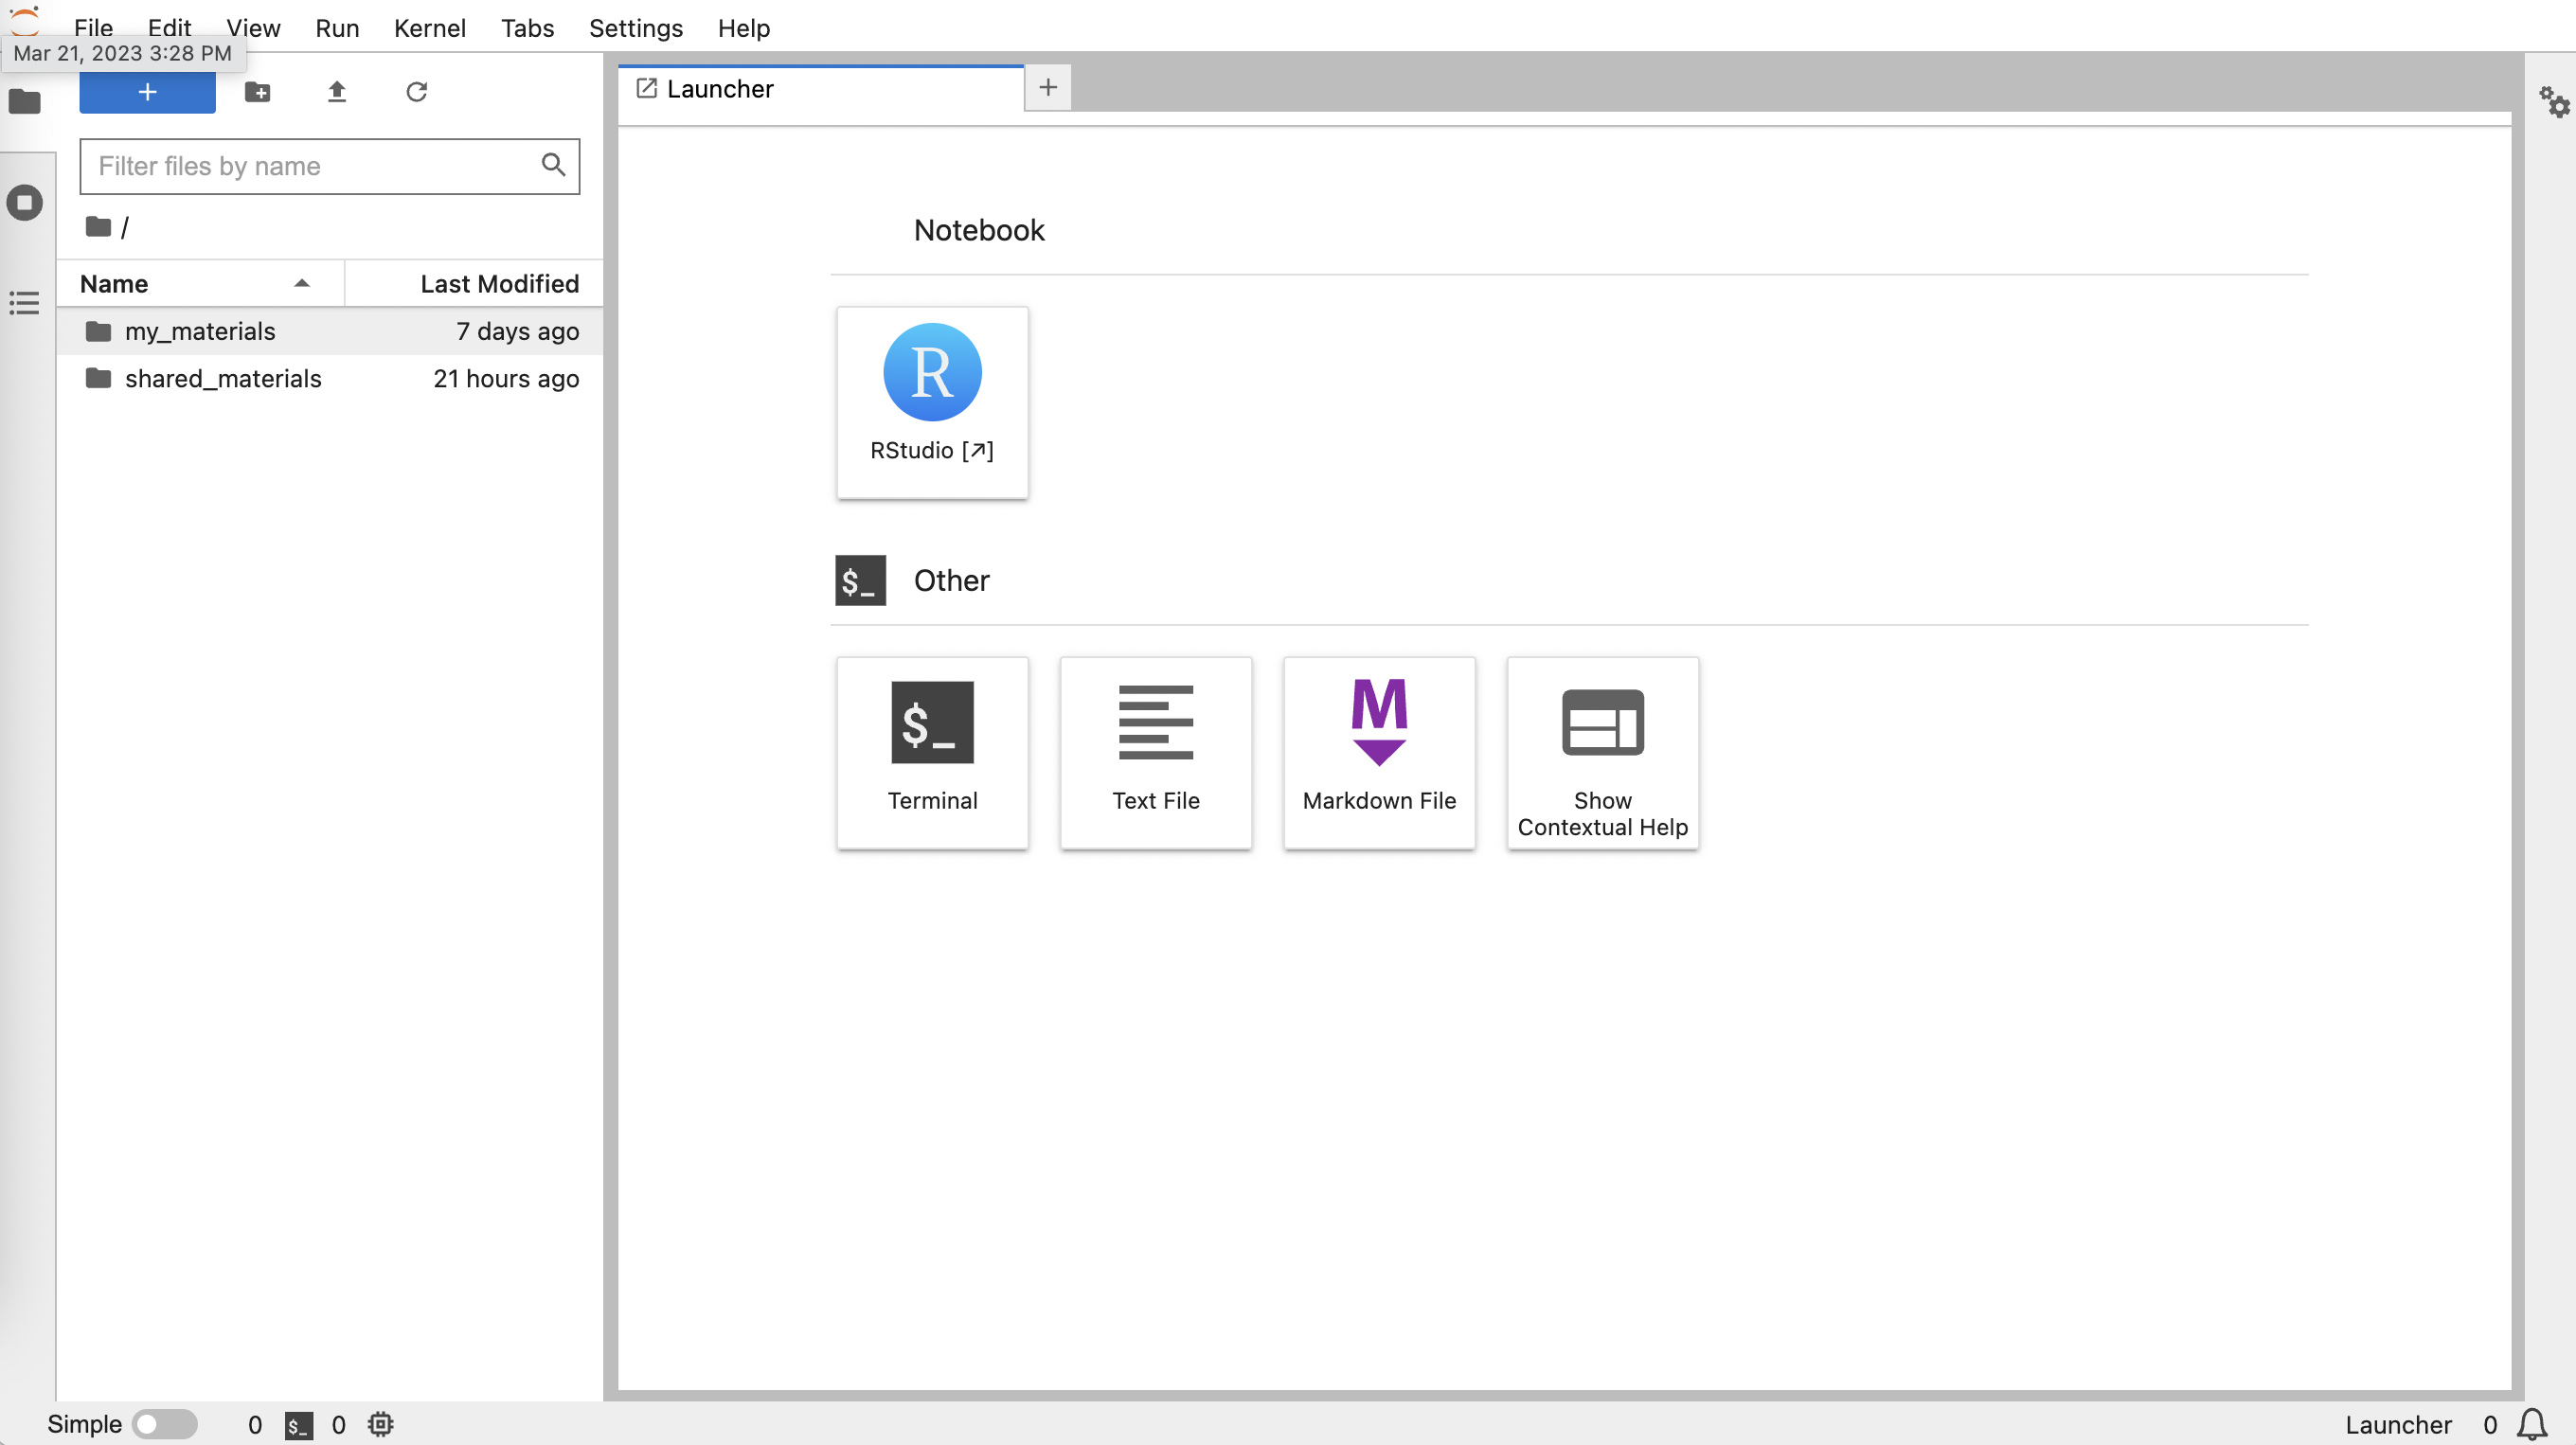 File Edit View Run Kernel Tabs Settings Help
Mar 21, 2023 3:28 PM
+
Launcher
+
Filter files by name
/
Name Last Modified
my_materials 7 days ago
shared_materials 21 hours ago
Notebook
R
RStudio [↗]
$_ Other
$_
Terminal
Text File
M
Markdown File
Show
Contextual Help
Simple 0 $_ 0
Launcher 0